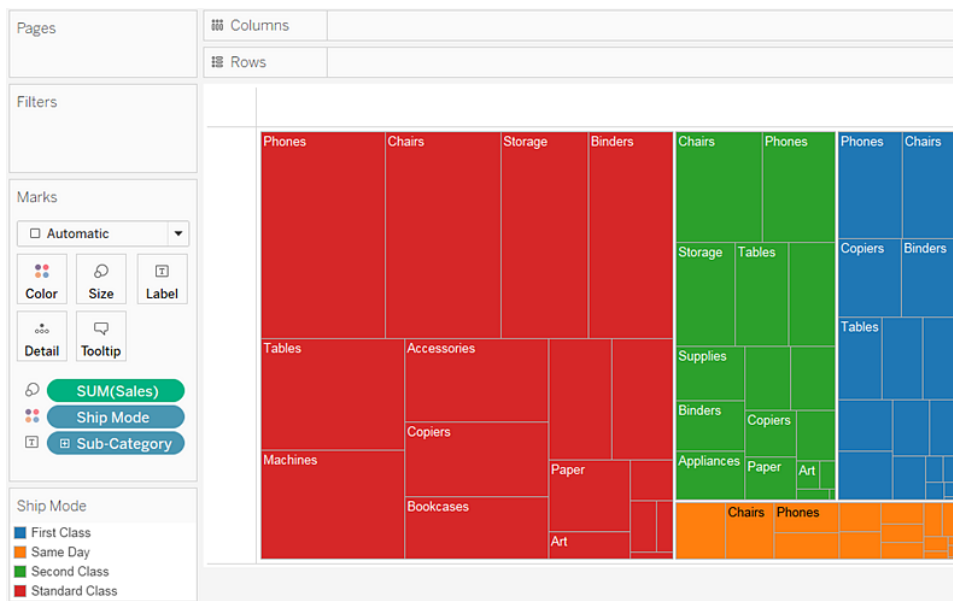 Pages
Columns
Rows
Filters
Marks
Automatic
Color
Size
Label
Detail
Tooltip
SUM(Sales)
Ship Mode
Sub-Category
Ship Mode
First Class
Same Day
Second Class
Standard Class
Phones
Chairs
Storage
Binders
Tables
Accessories
Machines
Copiers
Bookcases
Paper
Art
Chairs
Phones
Storage
Tables
Supplies
Binders
Appliances
Copiers
Paper
Art
Phones
Chairs
Copiers
Binders
Tables
Chairs
Phones